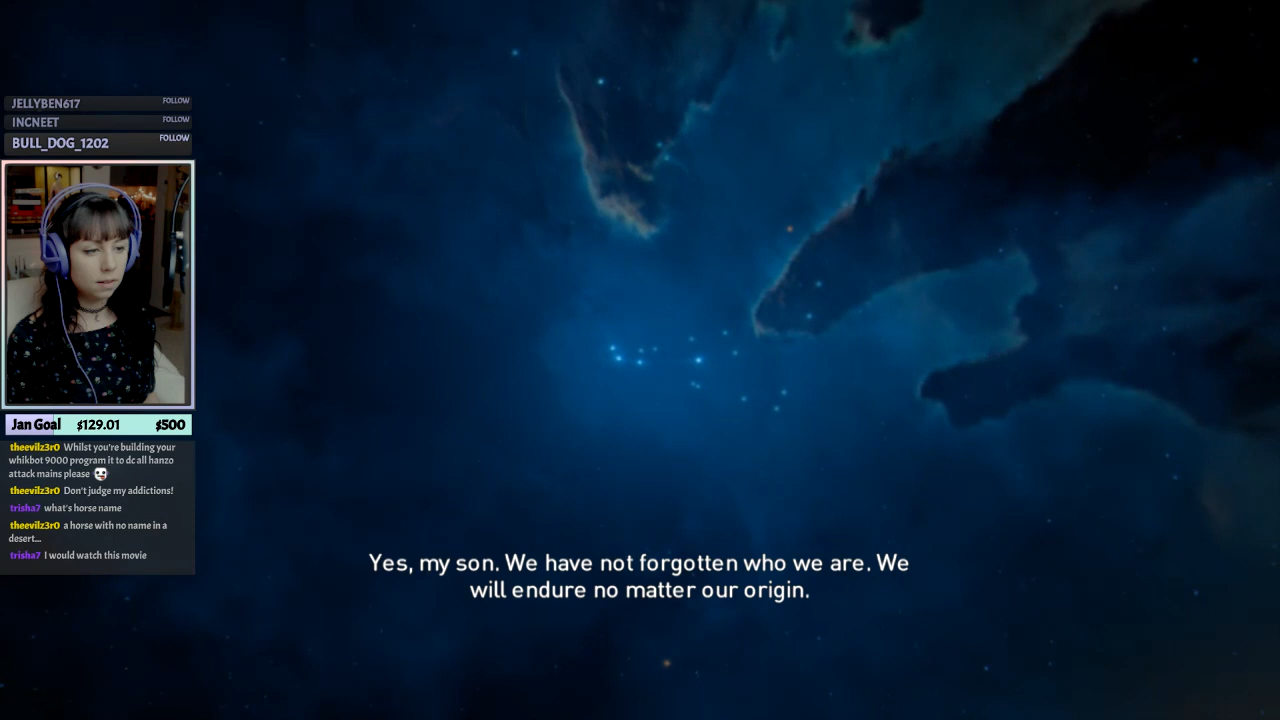 JELLYBEN617 FOLLOW
INCNEET FOLLOW
BULL_DOG_1202 FOLLOW
Jan Goal $129.01 $500
theevilz3r0 Whilst you're building your
whikbot 9000 program it to dc all hanzo
attack mains please
theevilz3r0 Don't judge my addictions!
trisha7 what's horse name
theevilz3r0 a horse with no name in a
desert...
trisha7 I would watch this movie
Yes, my son. We have not forgotten who we are. We
will endure no matter our origin.